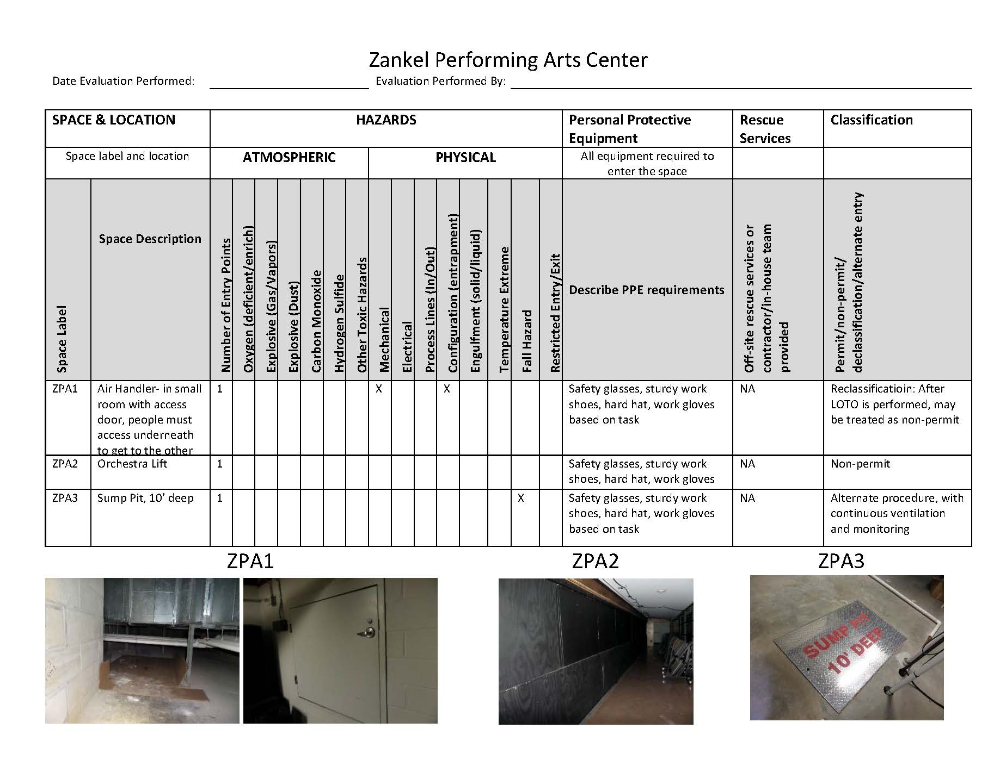 Zankel Performing Arts Center
Date Evaluation Performed: Evaluation Performed By:
SPACE & LOCATION
HAZARDS
Personal Protective
Equipment
Rescue
Services
Classification
Space label and location
ATMOSPHERIC
PHYSICAL
All equipment required to
enter the space
Space Label
Space Description
Number of Entry Points
Oxygen (deficient/enrich)
Explosive (Gas/Vapors)
Explosive (Dust)
Carbon Monoxide
Hydrogen Sulfide
Other Toxic Hazards
Mechanical
Electrical
Process Lines (In/Out)
Configuration (entrapment)
Engulfment (solid/liquid)
Temperature Extreme
Fall Hazard
Restricted Entry/Exit
Describe PPE requirements
Off-site rescue services or
contractor/in-house team
provided
Permit/non-permit/
declassification/alternate entry
ZPA1
Air Handler- in small
room with access
door, people must
access underneath
to get to the other
1
X
X
Safety glasses, sturdy work
shoes, hard hat, work gloves
based on task
NA
Reclassificatioin: After
LOTO is performed, may
be treated as non-permit
ZPA2
Orchestra Lift
1
Safety glasses, sturdy work
shoes, hard hat, work gloves
NA
Non-permit
ZPA3
Sump Pit, 10’ deep
1
X
Safety glasses, sturdy work
shoes, hard hat, work gloves
based on task
NA
Alternate procedure, with
continuous ventilation
and monitoring
ZPA1
ZPA2
ZPA3
SUMP PIT
10' DEEP